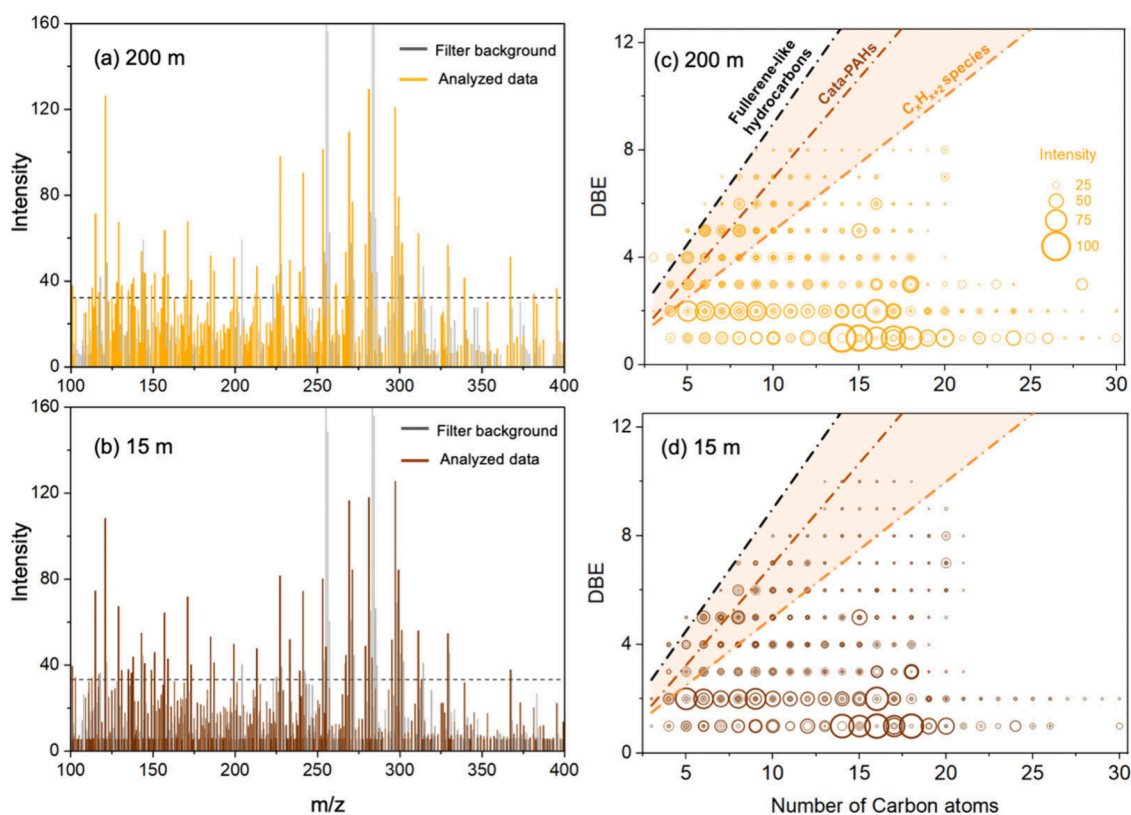 160
120
80
40
0
Intensity
(a) 200 m
Filter background
Analyzed data
100
150
200
250
300
350
400
12
8
4
0
DBE
(c) 200 m
Fullerene-like
hydrocarbons
Cata-PAHs
CₓHₓ₊₂ species
Intensity
25
50
75
100
5
10
15
20
25
30
160
120
80
40
0
Intensity
(b) 15 m
Filter background
Analyzed data
100
150
200
250
300
350
400
m/z
12
8
4
0
DBE
(d) 15 m
5
10
15
20
25
30
Number of Carbon atoms